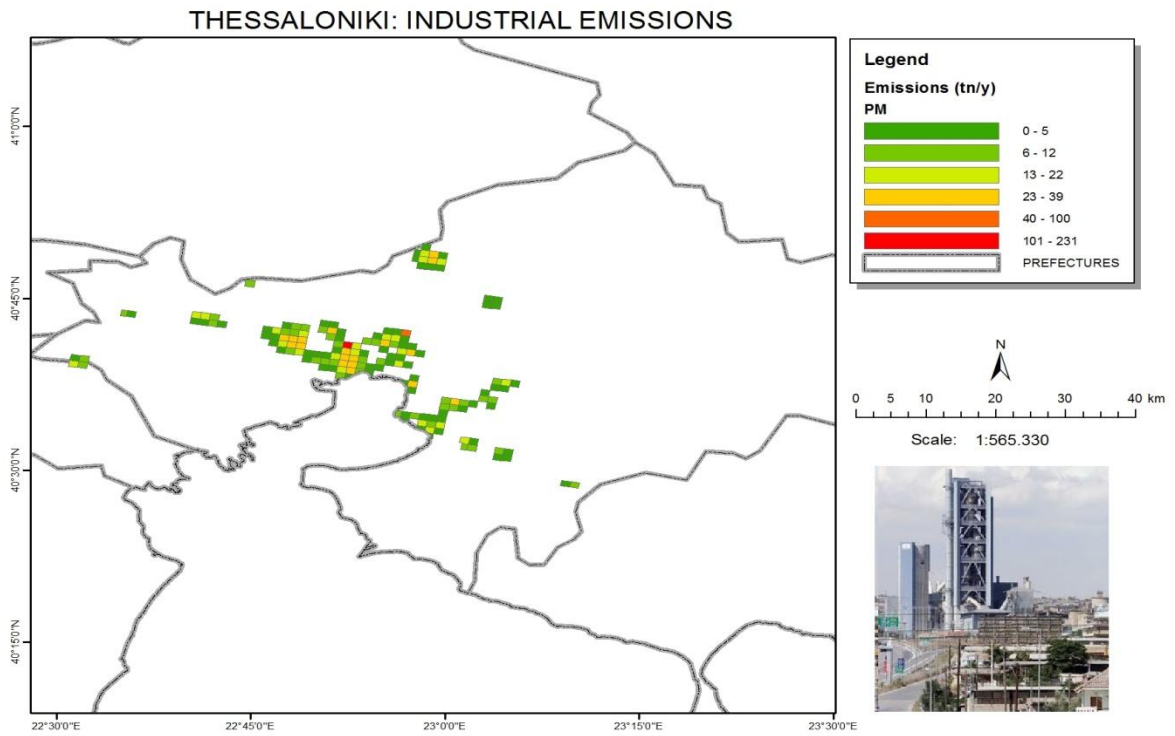 THESSALONIKI: INDUSTRIAL EMISSIONS
Legend
Emissions (tn/y)
PM
0 - 5
6 - 12
13 - 22
23 - 39
40 - 100
101 - 231
PREFECTURES
41°0'0"N
40°45'0"N
40°30'0"N
40°15'0"N
N
0 5 10 20 30 40 km
Scale: 1:565.330
22°30'0"E 22°45'0"E 23°0'0"E 23°15'0"E 23°30'0"E